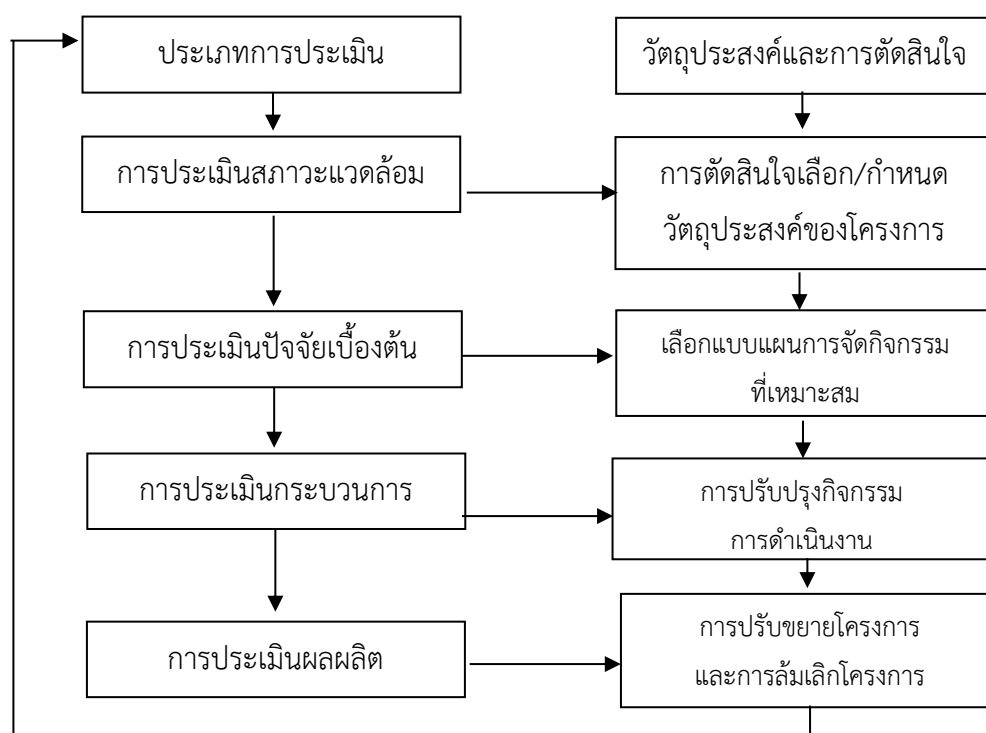 ประเภทการประเมิน
วัตถุประสงค์และการตัดสินใจ
การประเมินสภาวะแวดล้อม
การตัดสินใจเลือก/กำหนด
วัตถุประสงค์ของโครงการ
การประเมินปัจจัยเบื้องต้น
เลือกแบบแผนการจัดกิจกรรม
ที่เหมาะสม
การประเมินกระบวนการ
การปรับปรุงกิจกรรม
การดำเนินงาน
การประเมินผลผลิต
การปรับขยายโครงการ
และการล้มเลิกโครงการ